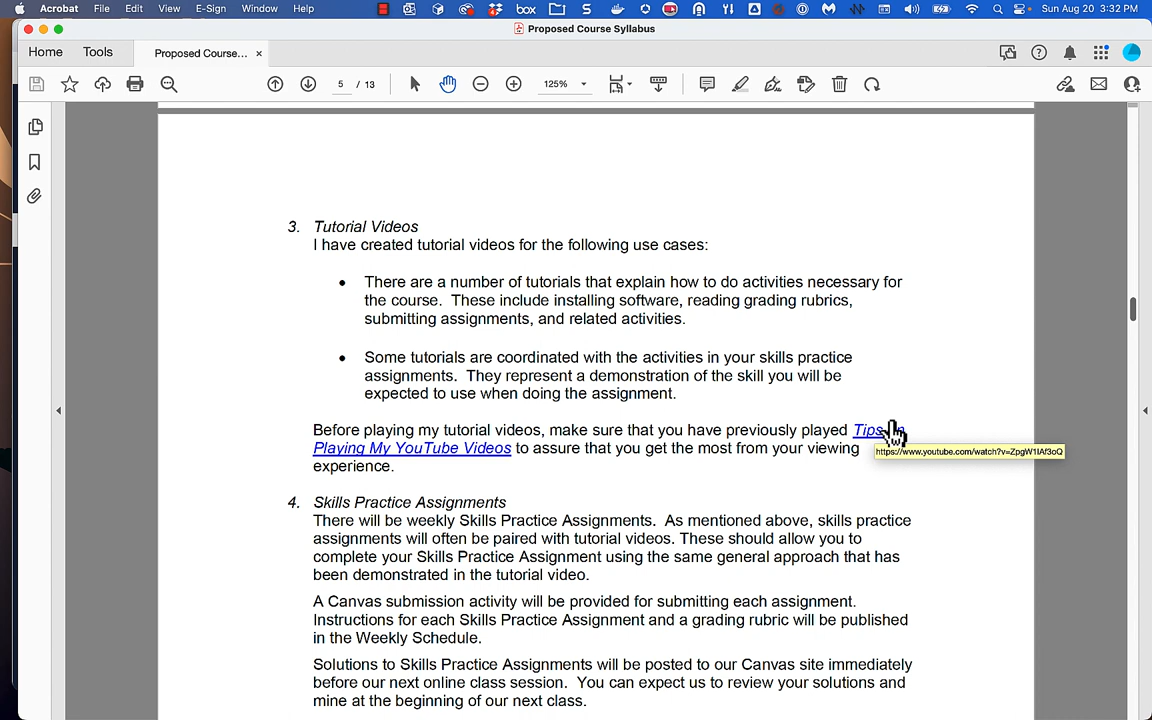 Acrobat File Edit View E-Sign Window Help box S Sun Aug 20 3:32 PM
Proposed Course Syllabus
Home Tools Proposed Course... ×
5 / 13 125%
3. Tutorial Videos
I have created tutorial videos for the following use cases:
• There are a number of tutorials that explain how to do activities necessary for
the course. These include installing software, reading grading rubrics,
submitting assignments, and related activities.
• Some tutorials are coordinated with the activities in your skills practice
assignments. They represent a demonstration of the skill you will be
expected to use when doing the assignment.
Before playing my tutorial videos, make sure that you have previously played Tips
Playing My YouTube Videos to assure that you get the most from your viewing
https://www.youtube.com/watch?v=ZpgW1IAf3oQ
experience.
4. Skills Practice Assignments
There will be weekly Skills Practice Assignments. As mentioned above, skills practice
assignments will often be paired with tutorial videos. These should allow you to
complete your Skills Practice Assignment using the same general approach that has
been demonstrated in the tutorial video.
A Canvas submission activity will be provided for submitting each assignment.
Instructions for each Skills Practice Assignment and a grading rubric will be published
in the Weekly Schedule.
Solutions to Skills Practice Assignments will be posted to our Canvas site immediately
before our next online class session. You can expect us to review your solutions and
mine at the beginning of our next class.